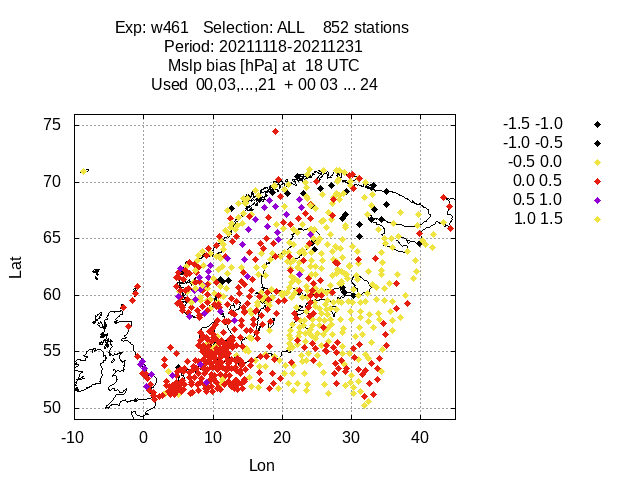 Exp: w461 Selection: ALL 852 stations
Period: 20211118-20211231
Mslp bias [hPa] at 18 UTC
Used 00,03,...,21 + 00 03 ... 24
-1.5 -1.0
-1.0 -0.5
-0.5 0.0
0.0 0.5
0.5 1.0
1.0 1.5
75
70
65
60
55
50
Lat
-10 0 10 20 30 40
Lon